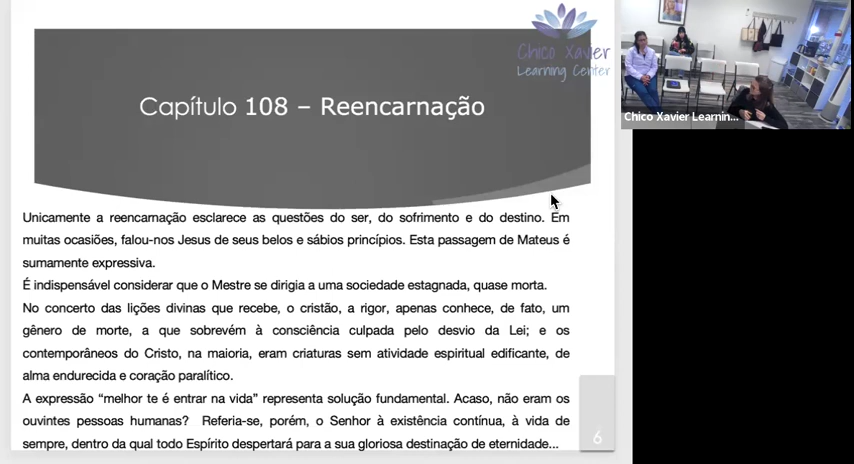 Chico Xavier
Learning Center
Capítulo 108 – Reencarnação
Unicamente a reencarnação esclarece as questões do ser, do sofrimento e do destino. Em
muitas ocasiões, falou-nos Jesus de seus belos e sábios princípios. Esta passagem de Mateus é
sumamente expressiva.
É indispensável considerar que o Mestre se dirigia a uma sociedade estagnada, quase morta.
No concerto das lições divinas que recebe, o cristão, a rigor, apenas conhece, de fato, um
gênero de morte, a que sobrevém à consciência culpada pelo desvio da Lei; e os
contemporâneos do Cristo, na maioria, eram criaturas sem atividade espiritual edificante, de
alma endurecida e coração paralítico.
A expressão “melhor te é entrar na vida” representa solução fundamental. Acaso, não eram os
ouvintes pessoas humanas? Referia-se, porém, o Senhor à existência contínua, à vida de
sempre, dentro da qual todo Espírito despertará para a sua gloriosa destinação de eternidade...
6
Chico Xavier Learnin...